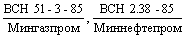 ВСН 51 - 3 - 85 , ВСН 2.38 - 85
Мингазпром Миннефтепром